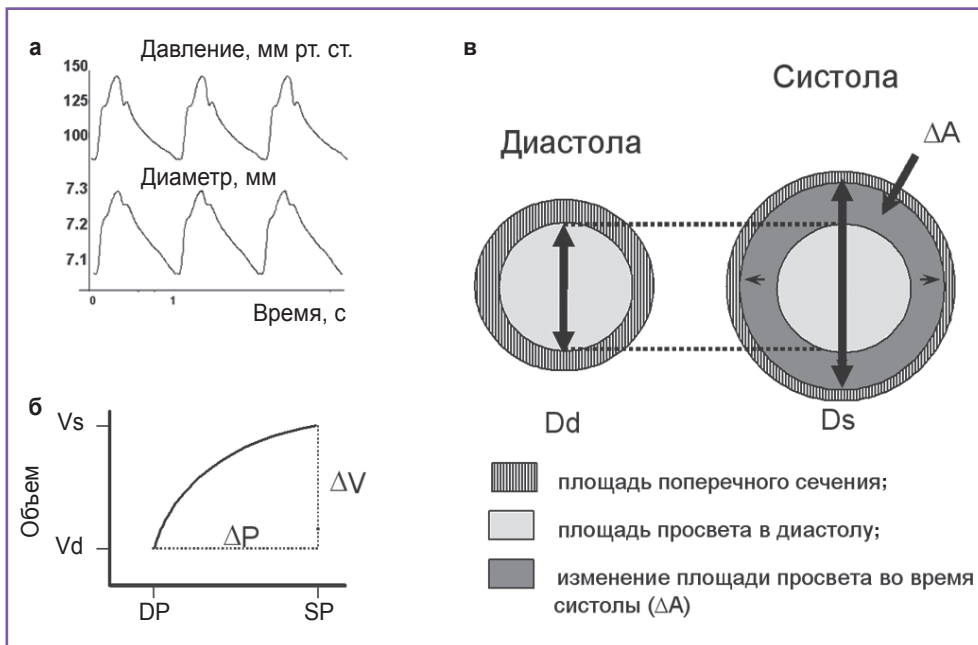 а
Давление, мм рт. ст.
150
125
100
Диаметр, мм
7.3
7.2
7.1
0 1
Время, с
б
Vs
Объем
ΔV
ΔP
Vd
DP SP
в
Систола
Диастола
ΔA
Dd Ds
площадь поперечного сечения;
площадь просвета в диастолу;
изменение площади просвета во время
систолы (ΔA)